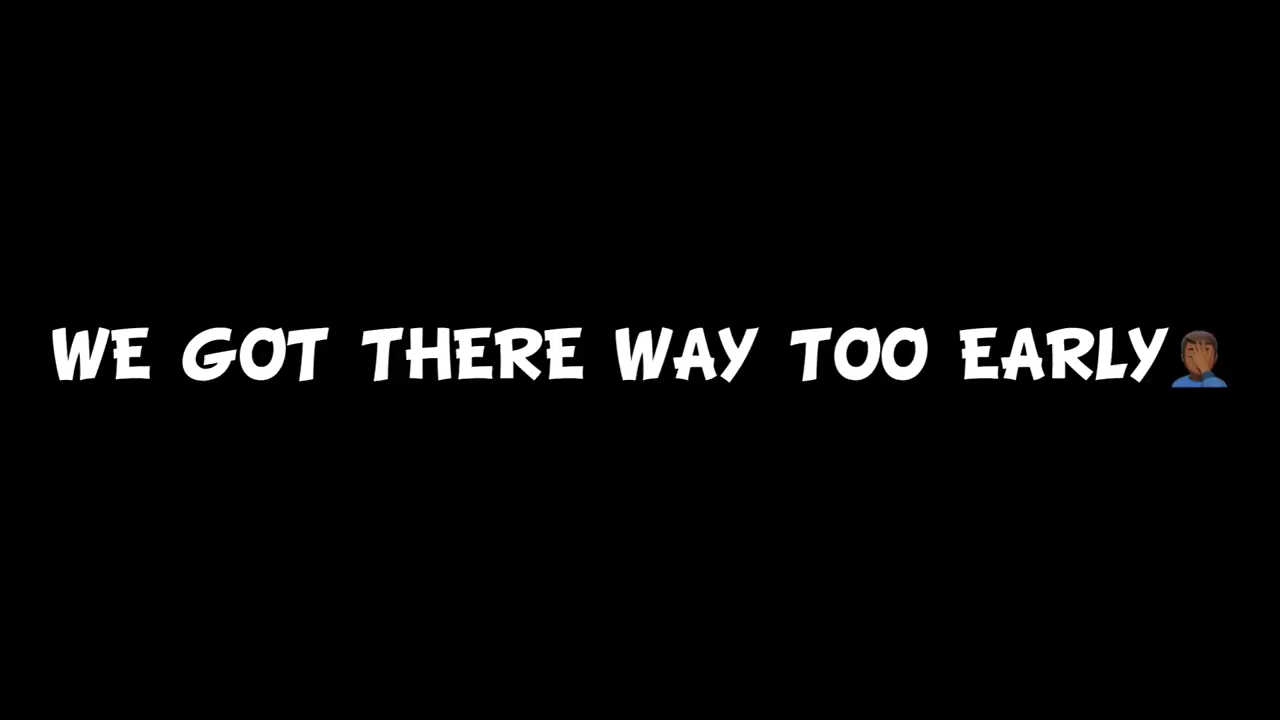 WE GOT THERE WAY TOO EARLY🤦🏾‍♂️